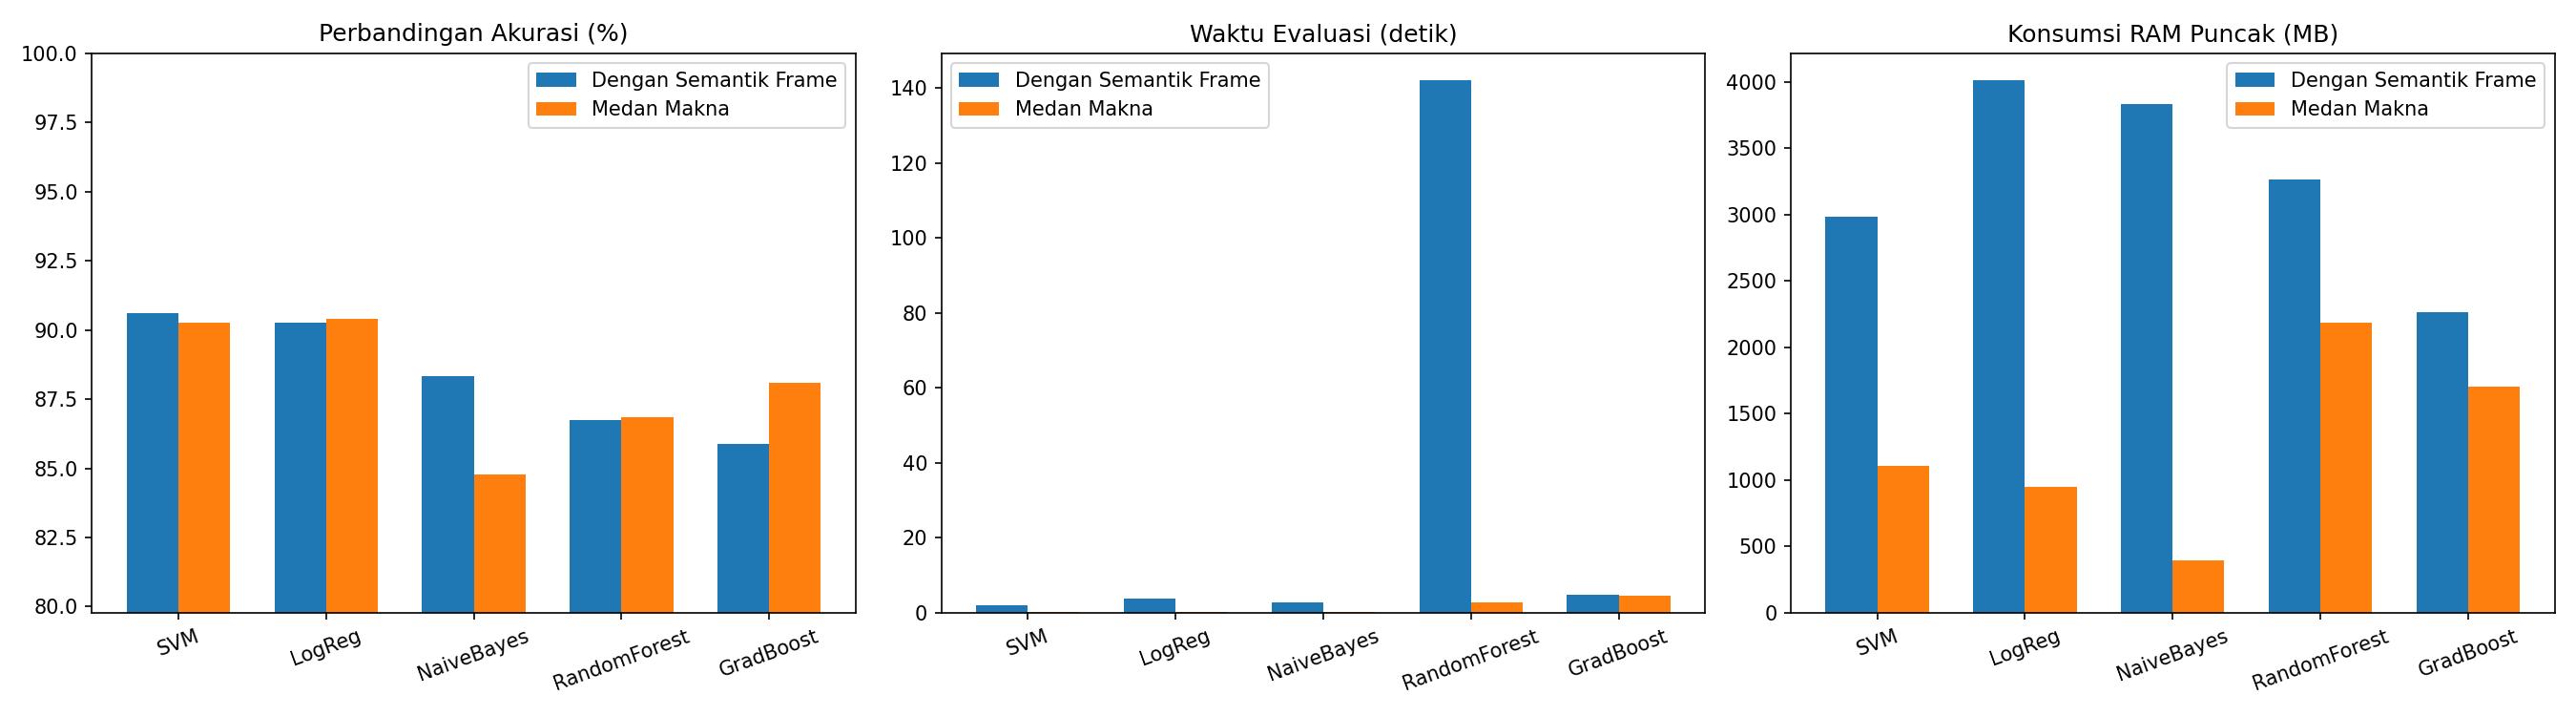 Perbandingan Akurasi (%)
100.0
97.5
95.0
92.5
90.0
87.5
85.0
82.5
80.0
Dengan Semantik Frame
Medan Makna
SVM
LogReg
NaiveBayes
RandomForest
GradBoost
Waktu Evaluasi (detik)
140
120
100
80
60
40
20
0
Dengan Semantik Frame
Medan Makna
SVM
LogReg
NaiveBayes
RandomForest
GradBoost
Konsumsi RAM Puncak (MB)
4000
3500
3000
2500
2000
1500
1000
500
0
Dengan Semantik Frame
Medan Makna
SVM
LogReg
NaiveBayes
RandomForest
GradBoost